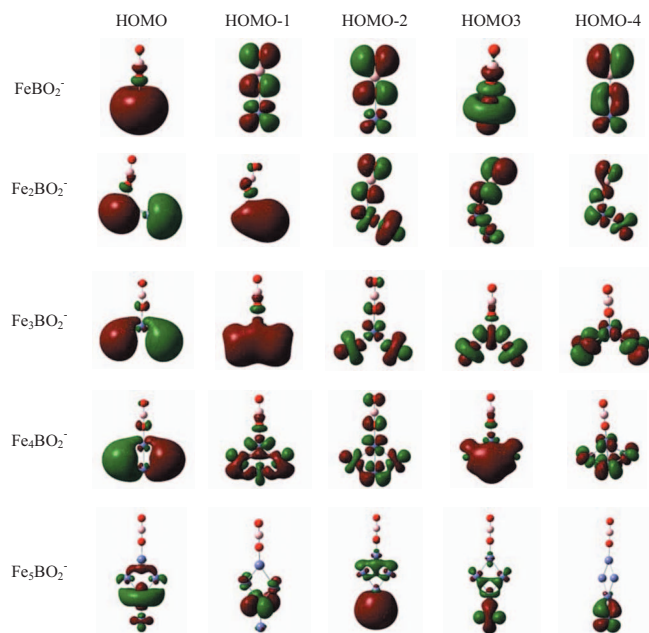 HOMO HOMO-1 HOMO-2 HOMO3 HOMO-4
FeBO₂⁻
Fe₂BO₂⁻
Fe₃BO₂⁻
Fe₄BO₂⁻
Fe₅BO₂⁻